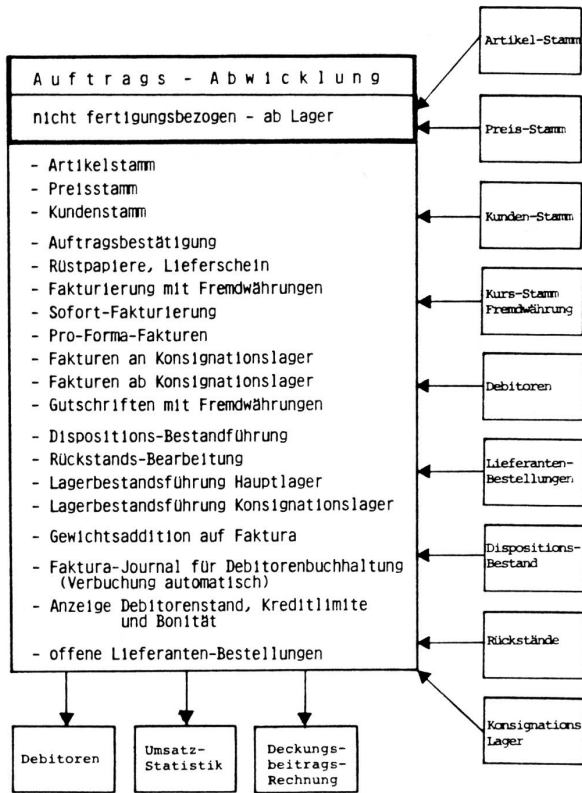 Auftrags - Abwicklung
nicht fertigungsbezogen - ab Lager
- Artikelstamm
- Preisstamm
- Kundenstamm
- Auftragsbestätigung
- Rüstpapiere, Lieferschein
- Fakturierung mit Fremdwährungen
- Sofort-Fakturierung
- Pro-Forma-Fakturen
- Fakturen an Konsignationslager
- Fakturen ab Konsignationslager
- Gutschriften mit Fremdwährungen
- Dispositions-Bestandführung
- Rückstands-Bearbeitung
- Lagerbestandsführung Hauptlager
- Lagerbestandsführung Konsignationslager
- Gewichtsaddition auf Faktura
- Faktura-Journal für Debitorenbuchhaltung
(Verbuchung automatisch)
- Anzeige Debitorenstand, Kreditlimite
und Bonität
- offene Lieferanten-Bestellungen
Artikel-Stamm
Preis-Stamm
Kunden-Stamm
Kurs-Stamm
Fremdwährung
Debitoren
Lieferanten-
Bestellungen
Dispositions-
Bestand
Rückstände
Konsignations
Lager
Debitoren
Umsatz-
Statistik
Deckungs-
beitrags-
Rechnung